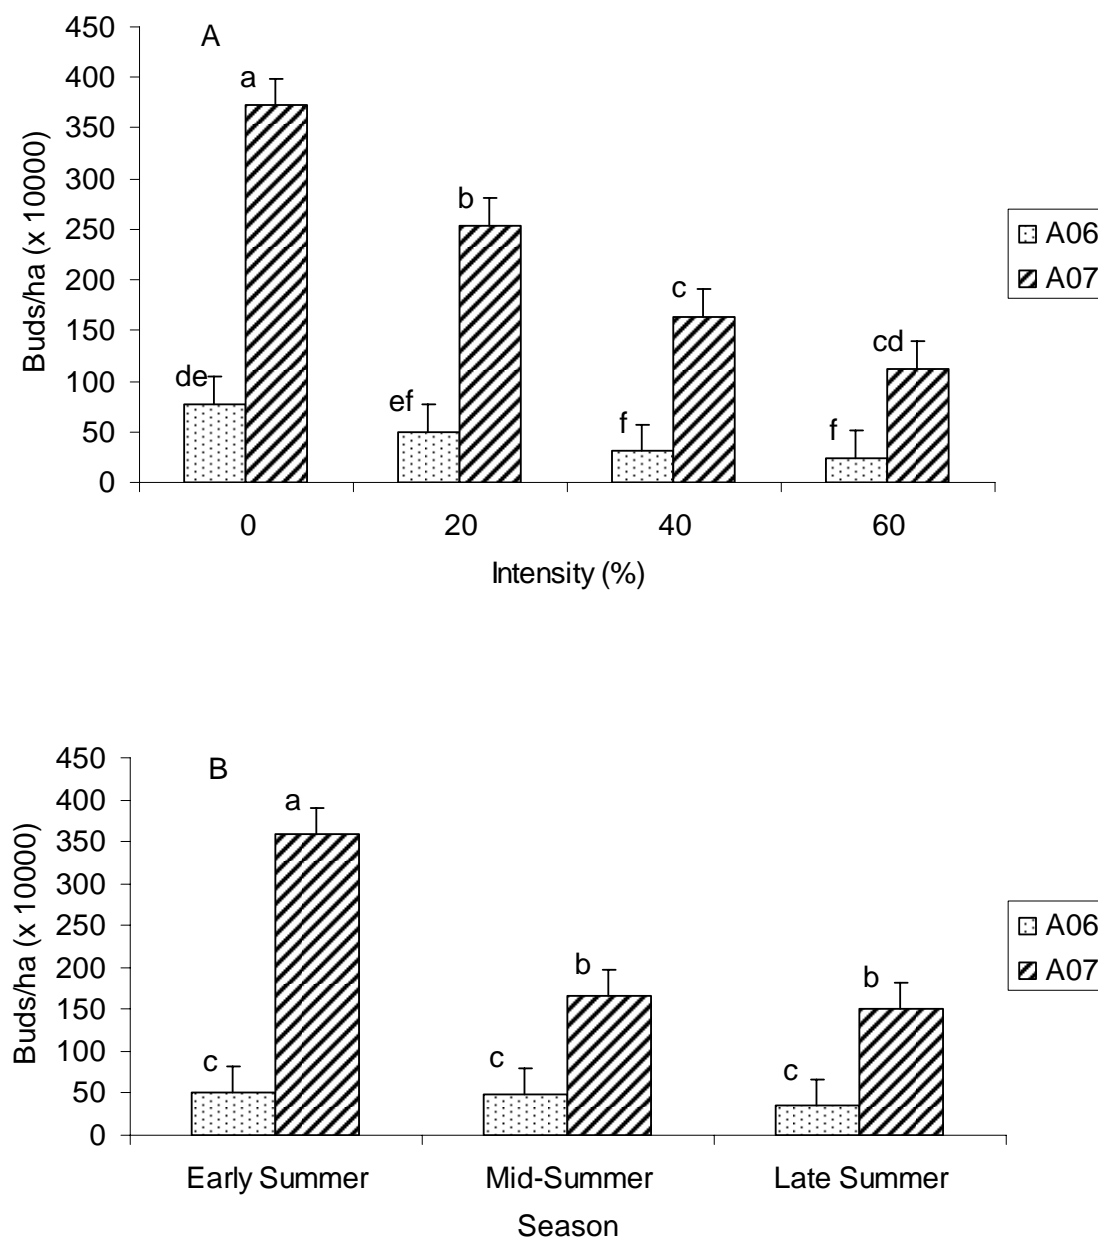 A
450
400
350
300
250
200
150
100
50
0
Buds/ha (x 10000)
a
b
c
cd
de
ef
f
f
0 20 40 60
Intensity (%)
A06
A07
B
450
400
350
300
250
200
150
100
50
0
Buds/ha (x 10000)
a
b
b
c
c
c
Early Summer Mid-Summer Late Summer
Season
A06
A07